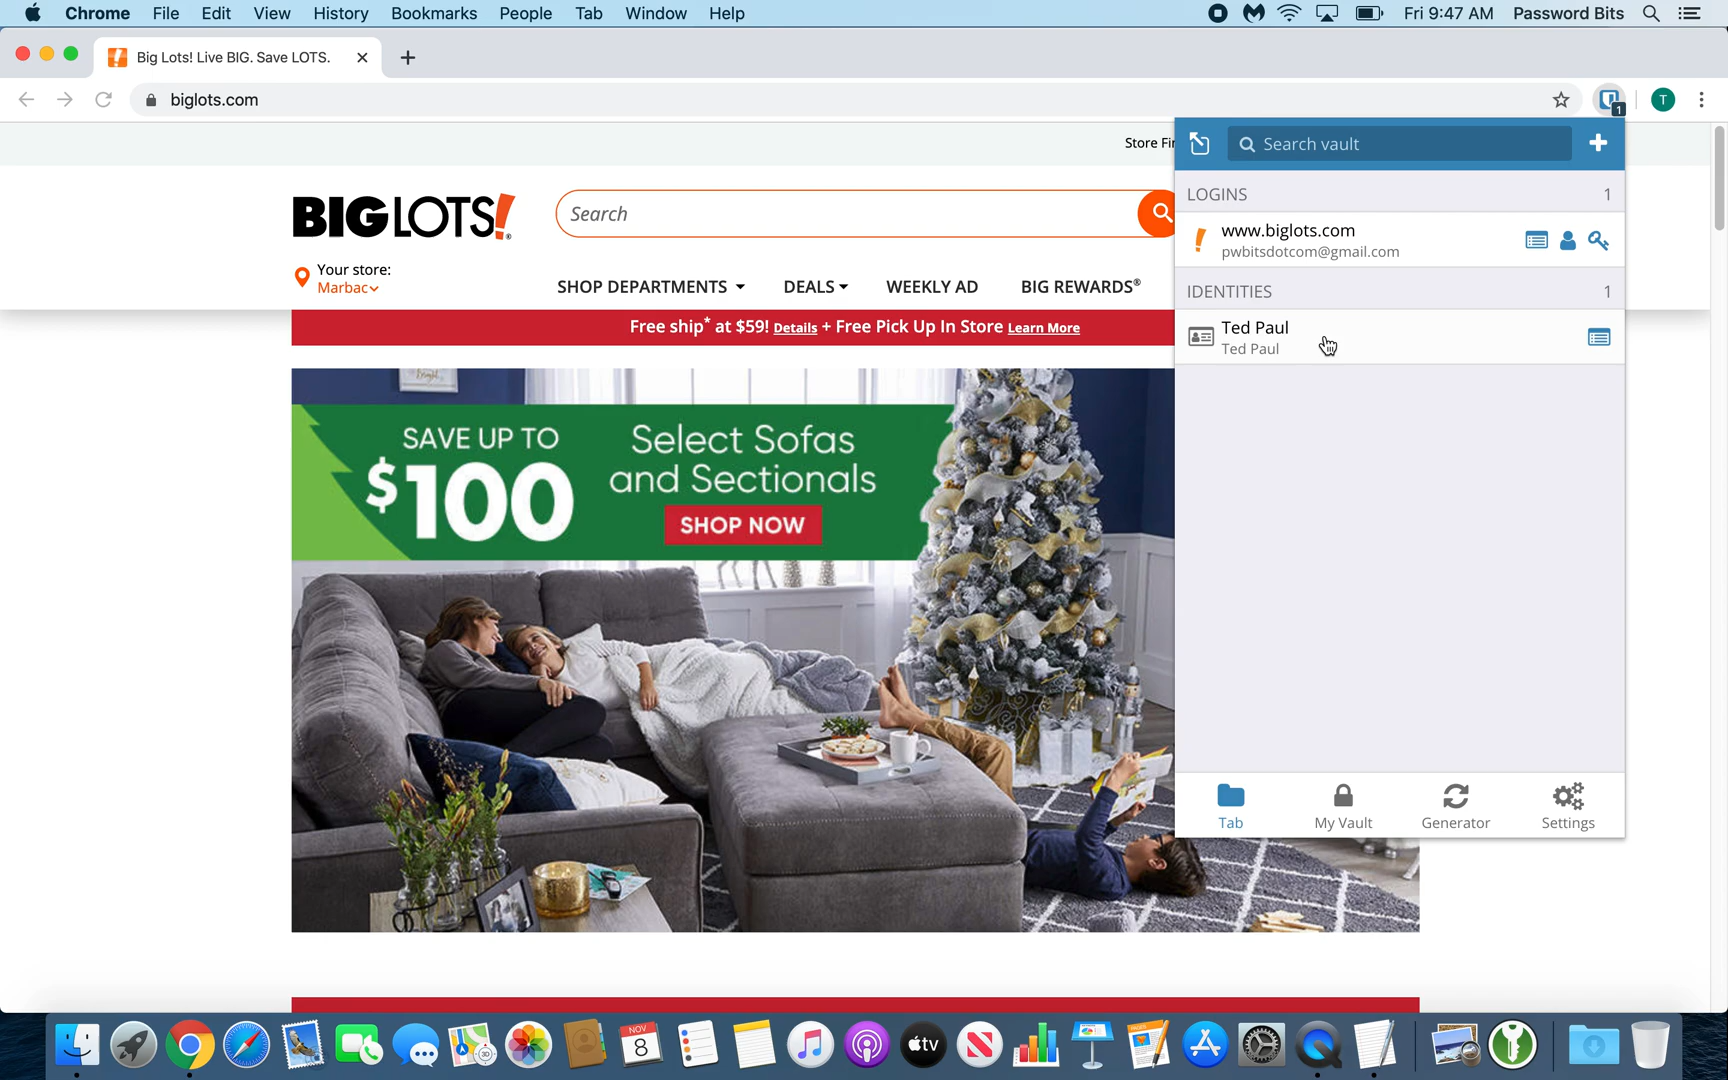 Chrome File Edit View History Bookmarks People Tab Window Help
Fri 9:47 AM Password Bits
Big Lots! Live BIG. Save LOTS.
biglots.com
1
T
Store Fi
Search vault
LOGINS 1
www.biglots.com
pwbitsdotcom@gmail.com
IDENTITIES 1
Ted Paul
Ted Paul
BIG LOTS!
Search
Your store:
Marbac
SHOP DEPARTMENTS DEALS WEEKLY AD BIG REWARDS®
Free ship* at $59! Details + Free Pick Up In Store Learn More
SAVE UP TO
$100
Select Sofas
and Sectionals
SHOP NOW
Tab My Vault Generator Settings
NOV
8
tv